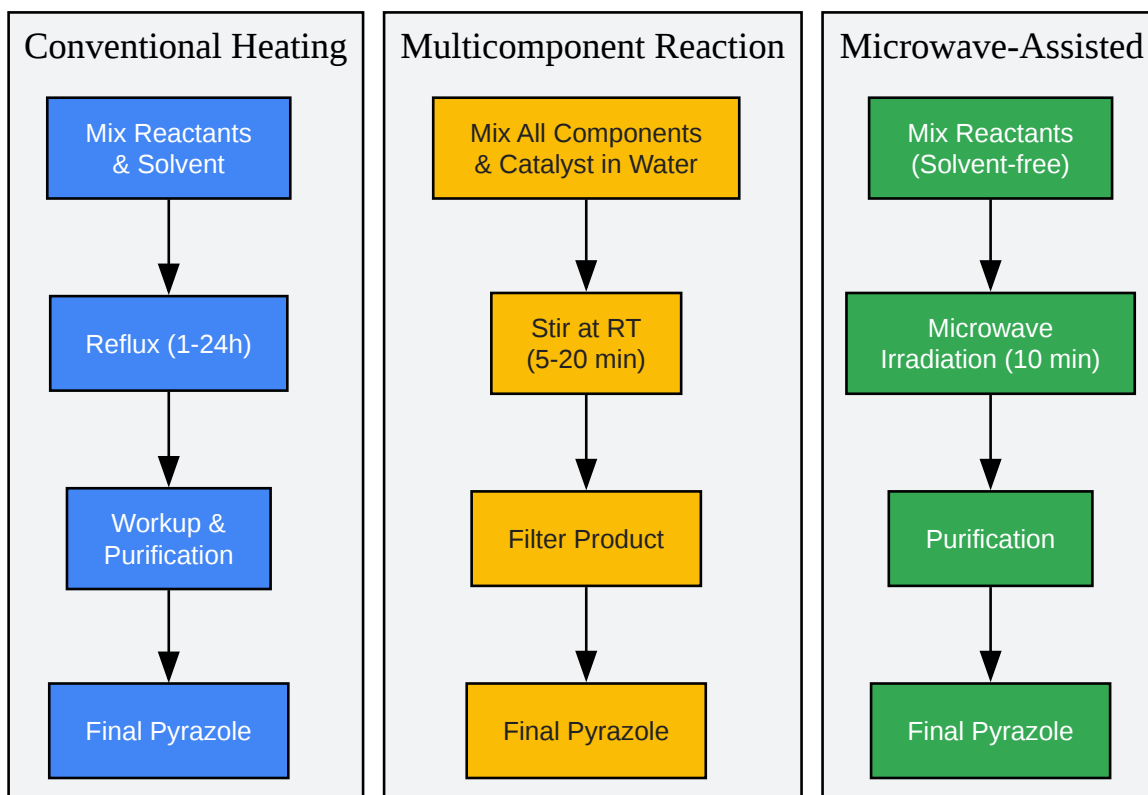 Conventional Heating
Mix Reactants
& Solvent
Reflux (1-24h)
Workup &
Purification
Final Pyrazole
Multicomponent Reaction
Mix All Components
& Catalyst in Water
Stir at RT
(5-20 min)
Filter Product
Final Pyrazole
Microwave-Assisted
Mix Reactants
(Solvent-free)
Microwave
Irradiation (10 min)
Purification
Final Pyrazole